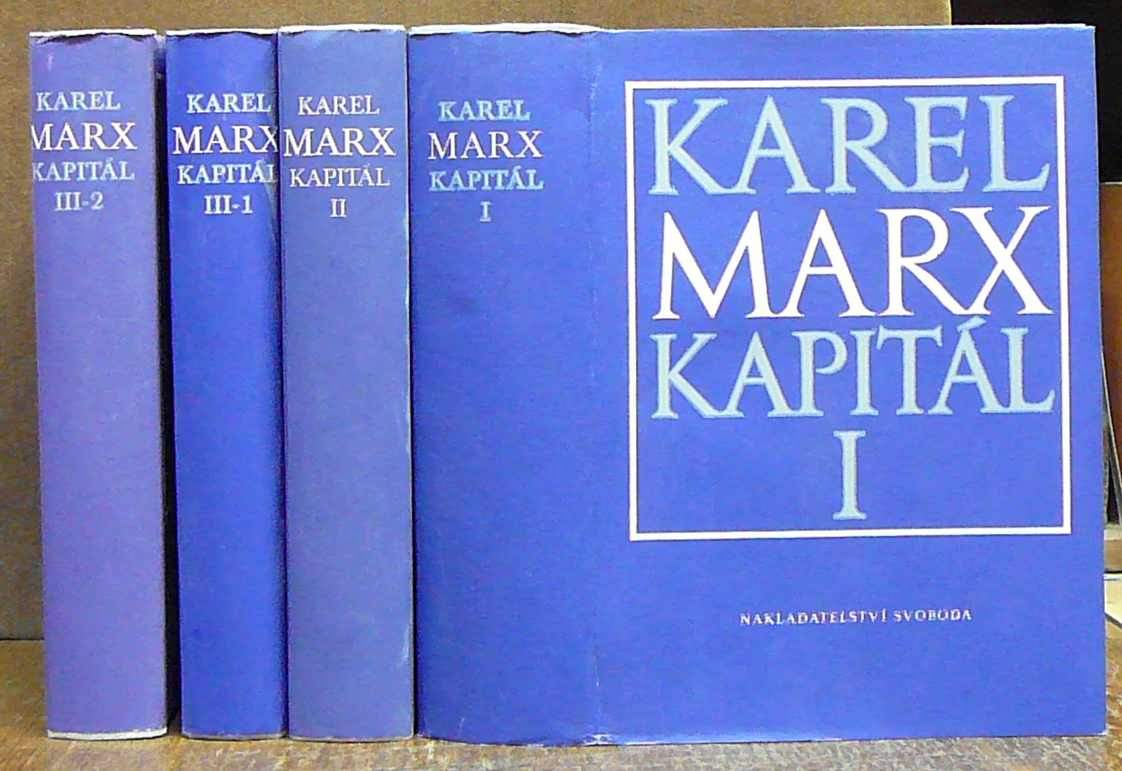 KAREL
MARX
KAPITÁL
III-2
KAREL
MARX
KAPITÁL
III-1
KAREL
MARX
KAPITÁL
II
KAREL
MARX
KAPITÁL
I
KAREL
MARX
KAPITÁL
I
NAKLADATELSTVÍ SVOBODA